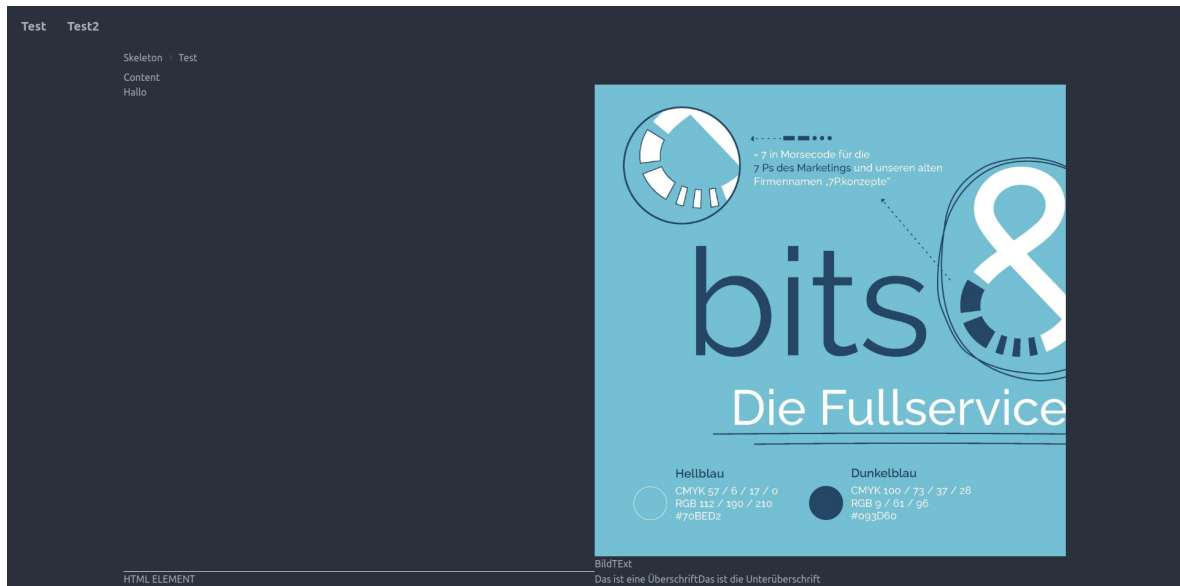 Test Test2
Skeleton > Test
Content
Hallo
= 7 in Morsecode für die
7 Ps des Marketings und unseren alten
Firmennamen „7P.konzepte“
bits &
Die Fullservice
Hellblau
CMYK 57 / 6 / 17 / 0
RGB 112 / 190 / 210
#70BED2
Dunkelblau
CMYK 100 / 73 / 37 / 28
RGB 9 / 61 / 96
#093D60
BildTExt
HTML ELEMENT
Das ist eine ÜberschriftDas ist die Unterüberschrift